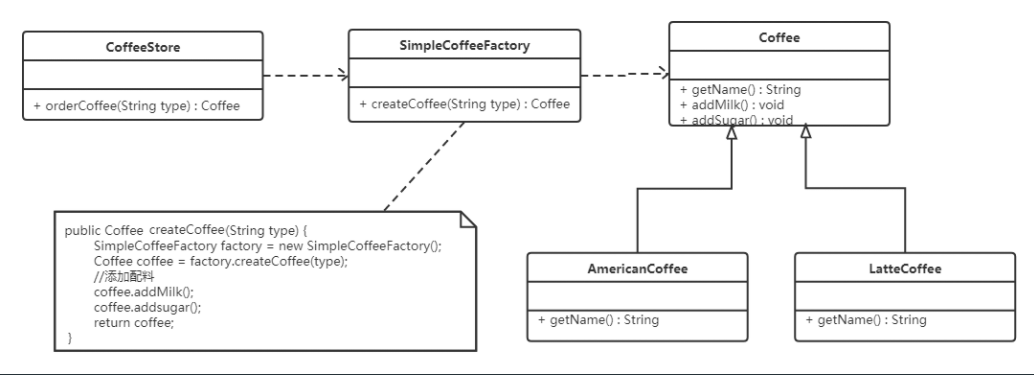 CoffeeStore
+ orderCoffee(String type) : Coffee
SimpleCoffeeFactory
+ createCoffee(String type) : Coffee
Coffee
+ getName() : String
+ addMilk() : void
+ addSugar() : void
public Coffee createCoffee(String type) {
SimpleCoffeeFactory factory = new SimpleCoffeeFactory();
Coffee coffee = factory.createCoffee(type);
//添加配料
coffee.addMilk();
coffee.addsugar();
return coffee;
}
AmericanCoffee
+ getName() : String
LatteCoffee
+ getName() : String